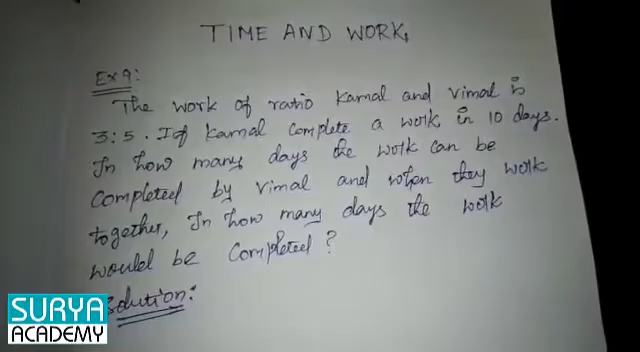 TIME AND WORK,
Ex 9:
The work of ratio Kamal and vimal is
3:5. If Kamal complete a work in 10 days.
In how many days the work can be
completed by vimal and when they work
together, In how many days the work
would be completed?
Solution:
SURYA
ACADEMY